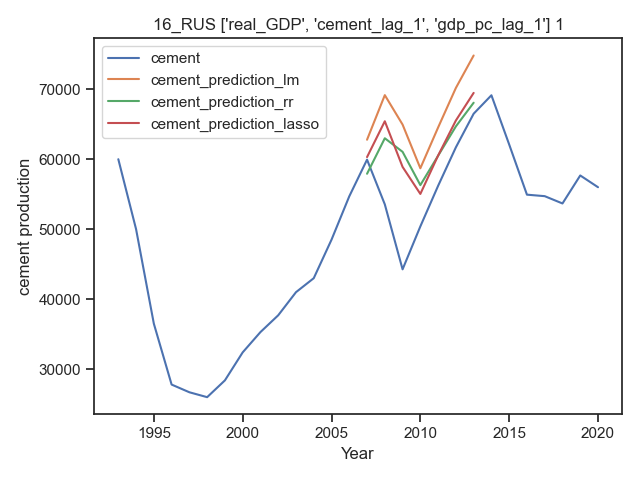 16_RUS ['real_GDP', 'cement_lag_1', 'gdp_pc_lag_1'] 1
cement
cement_prediction_lm
cement_prediction_rr
cement_prediction_lasso
cement production
70000
60000
50000
40000
30000
1995
2000
2005
2010
2015
2020
Year